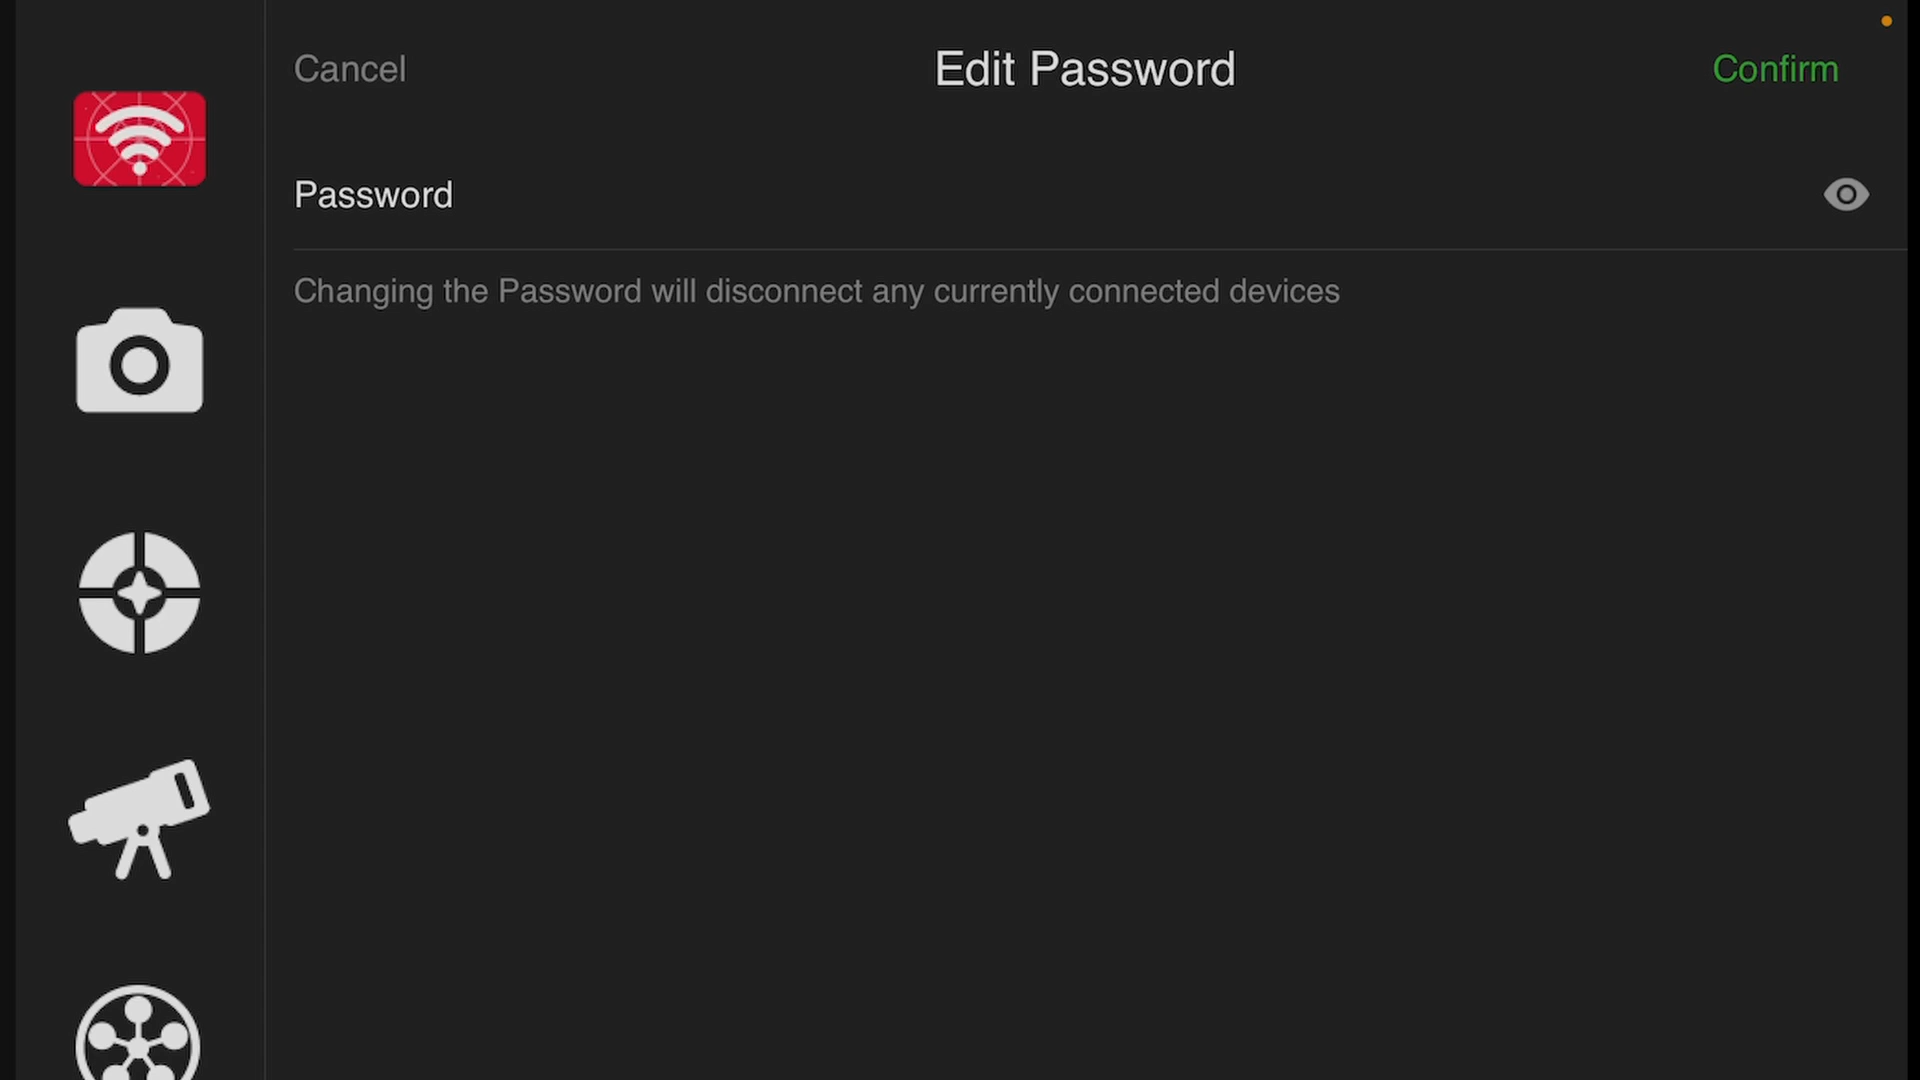 Cancel
Edit Password
Confirm
Password
Changing the Password will disconnect any currently connected devices